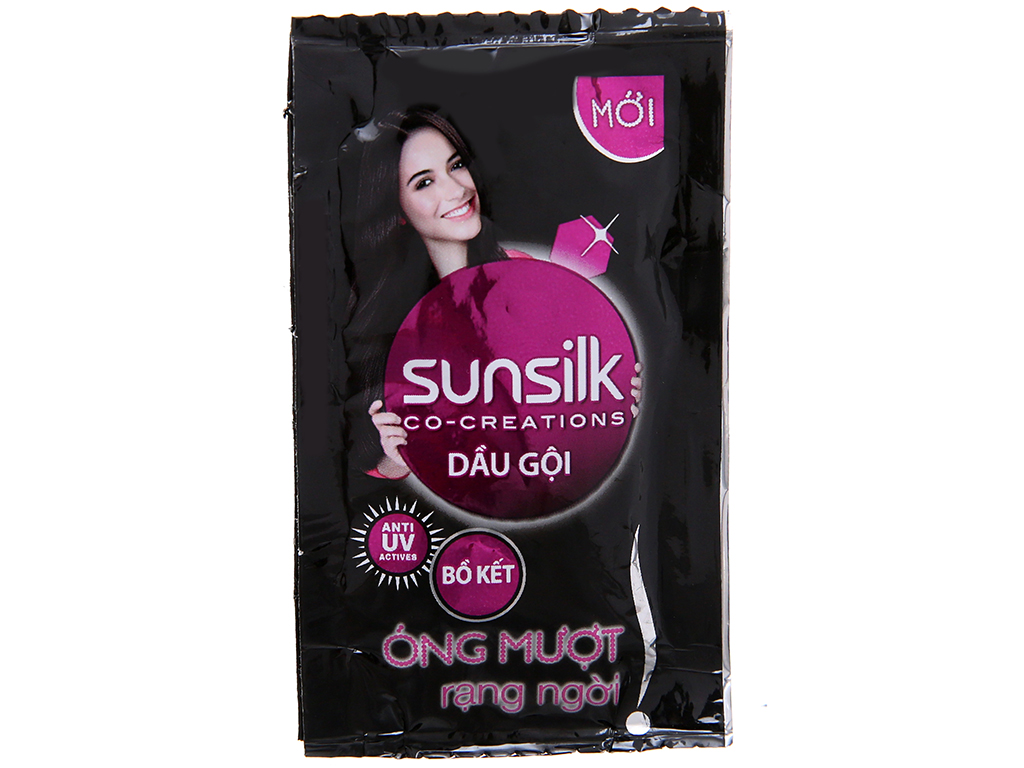 MỚI
sunsilk
CO-CREATIONS
DẦU GỘI
ANTI
UV
ACTIVES
BỒ KẾT
ÓNG MƯỢT
rạng ngời